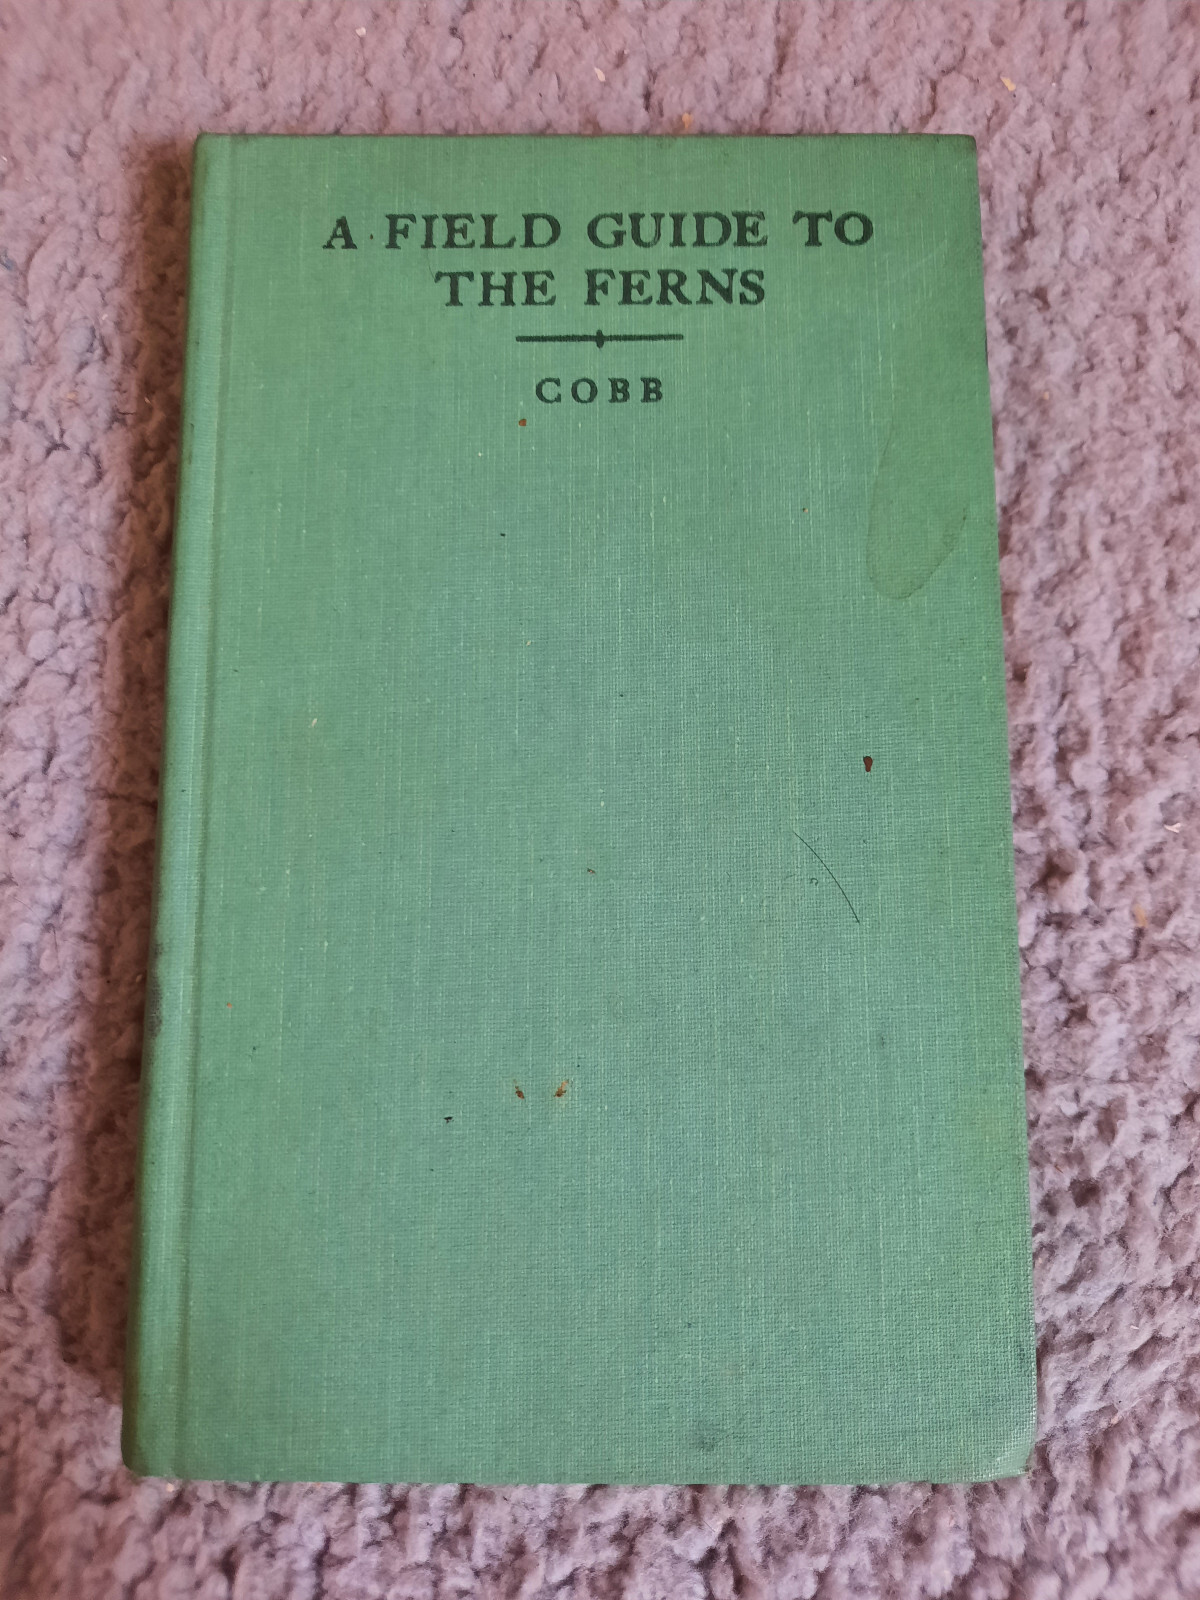 A FIELD GUIDE TO
THE FERNS
COBB